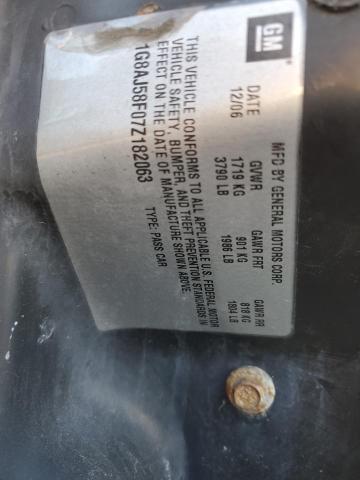 GM
MFD BY GENERAL MOTORS CORP.
DATE GVWR GAWR FRT GAWR RR
12/06 1719 KG 901 KG 818 KG
3790 LB 1986 LB 1804 LB
THIS VEHICLE CONFORMS TO ALL APPLICABLE U.S. FEDERAL MOTOR
VEHICLE SAFETY, BUMPER, AND THEFT PREVENTION STANDARDS IN
EFFECT ON THE DATE OF MANUFACTURE SHOWN ABOVE.
1G8AJ58F07Z182063 TYPE: PASS CAR